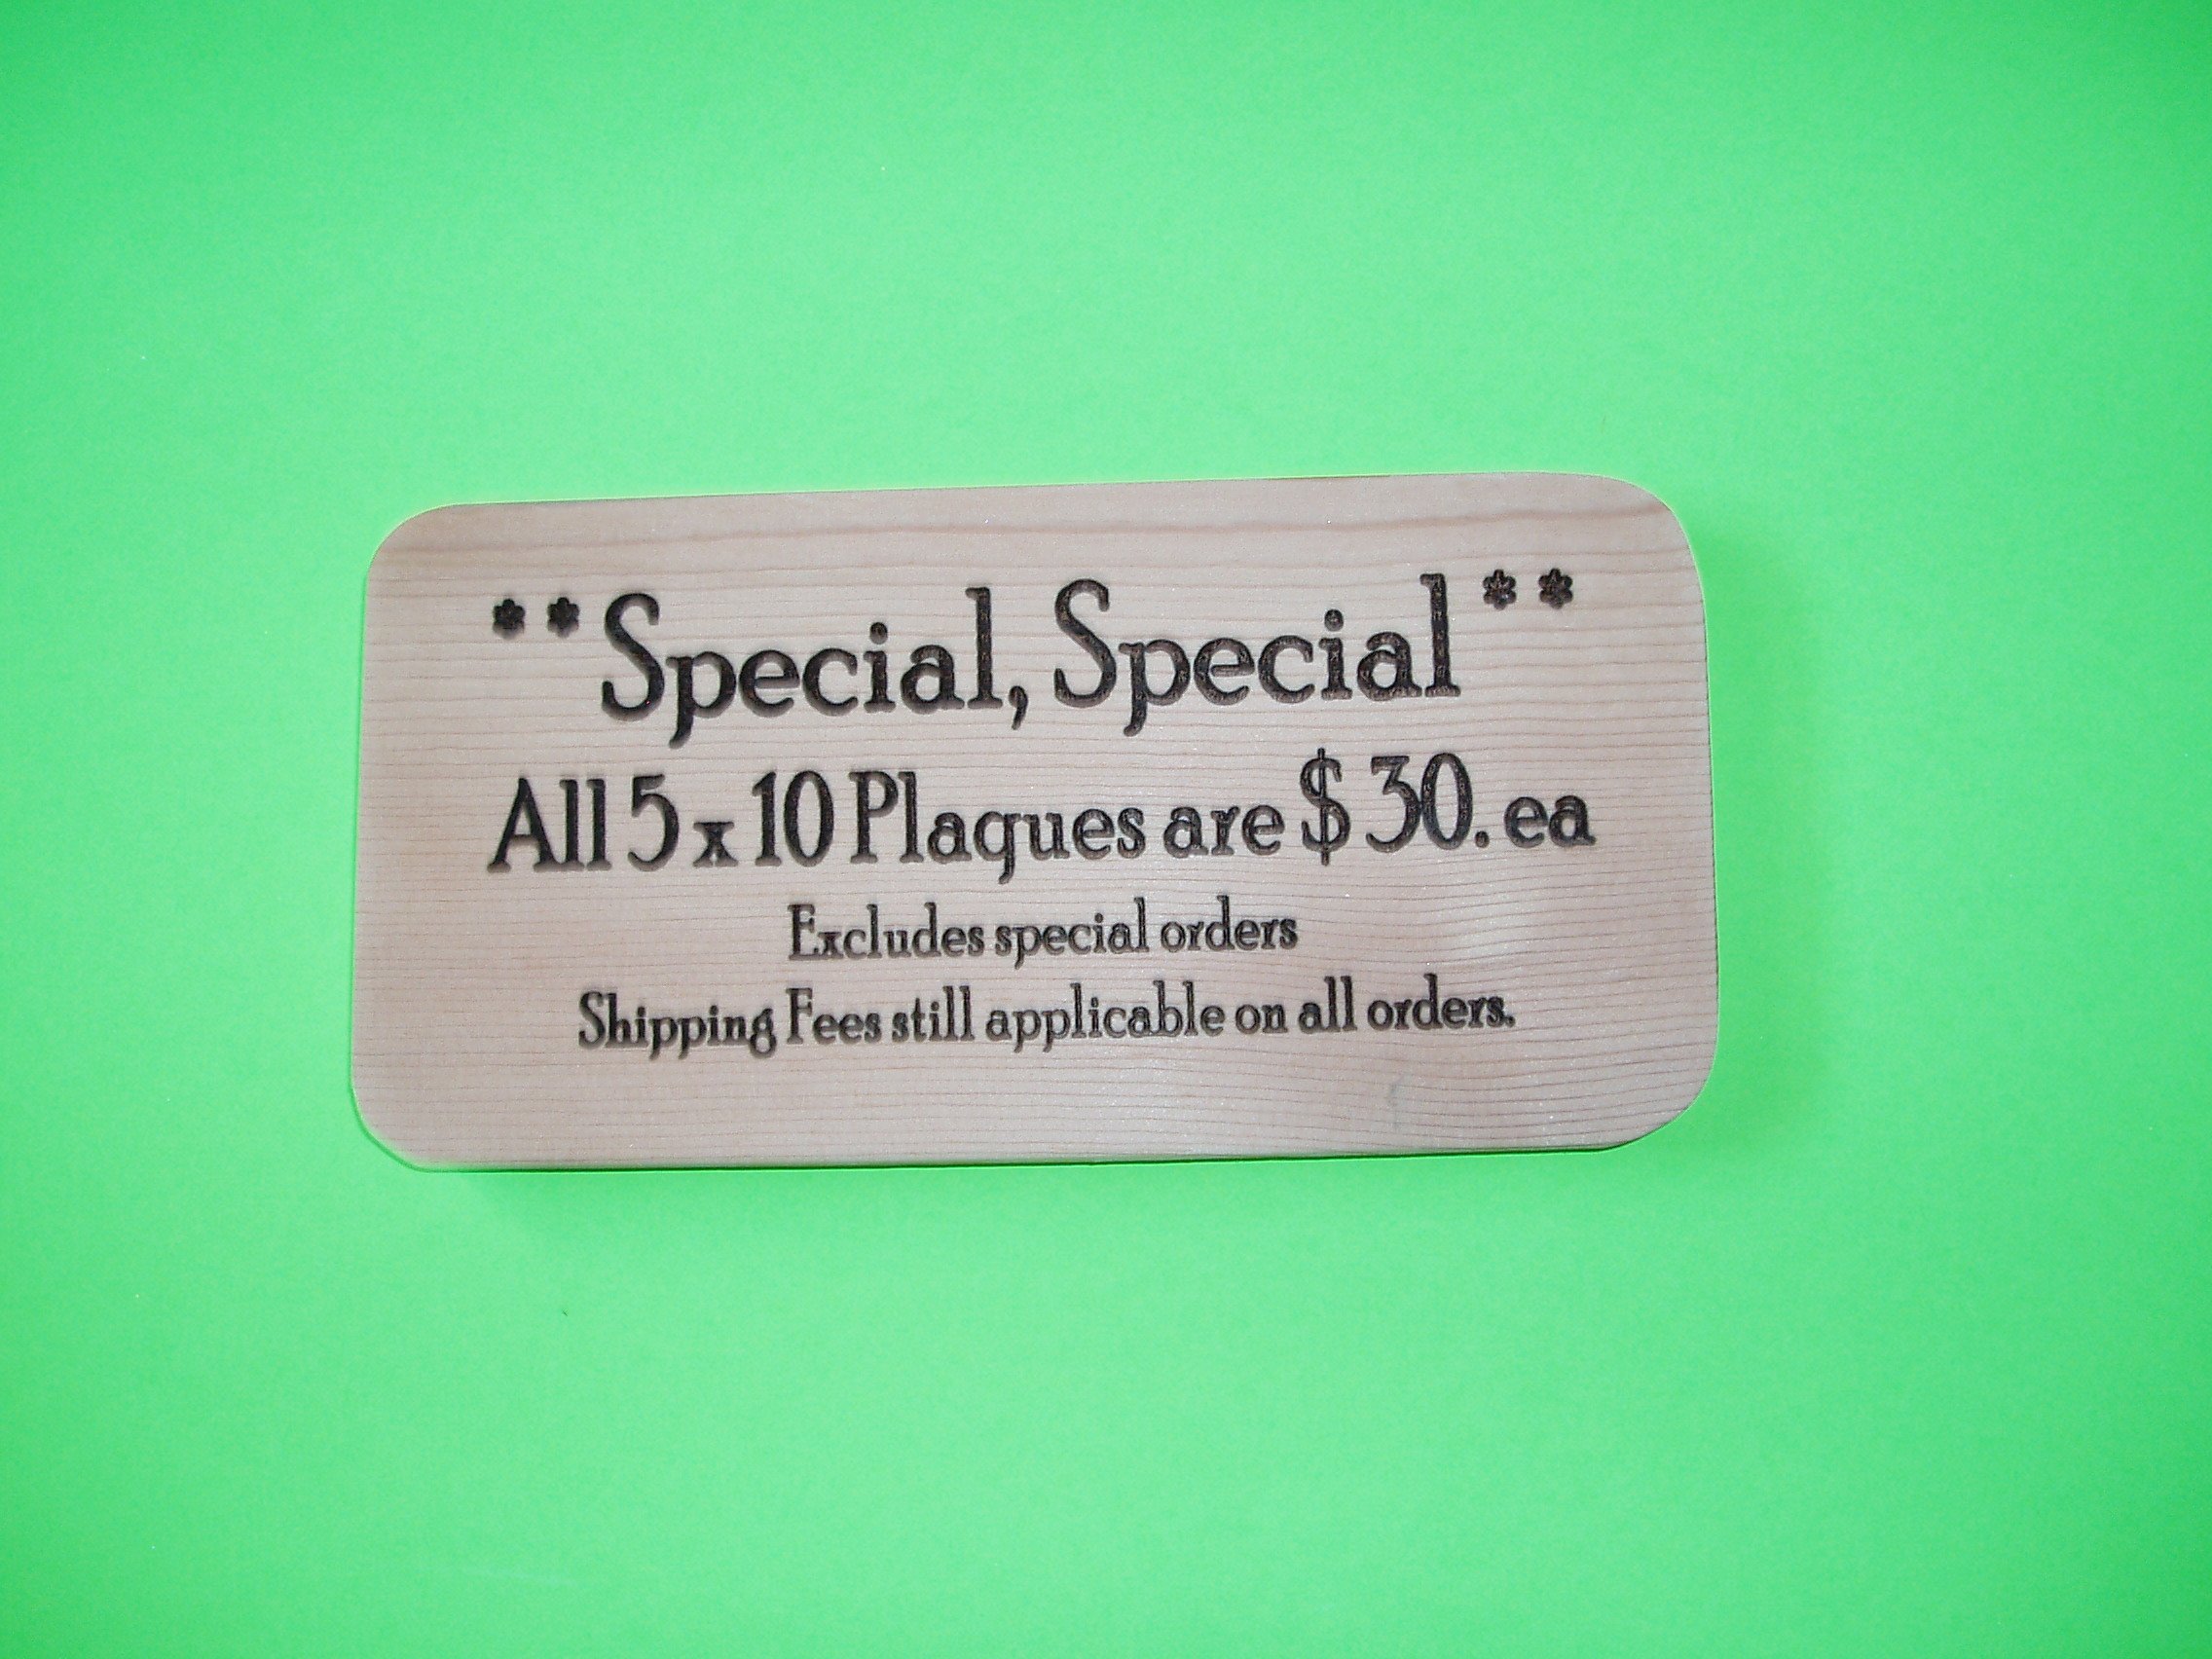 **Special, Special**
All 5 x 10 Plaques are $30. ea
Excludes special orders
Shipping Fees still applicable on all orders.